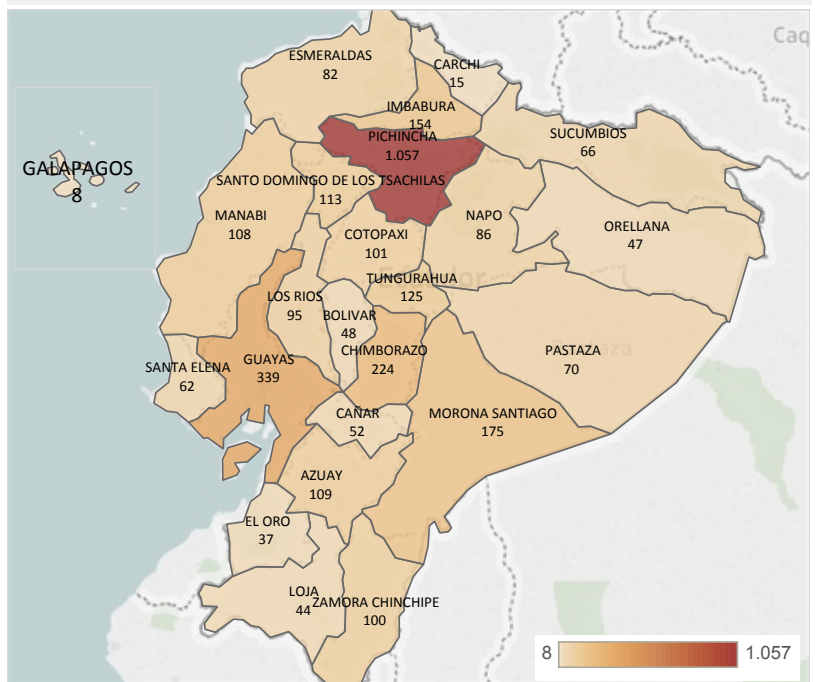 Caq
ESMERALDAS
82
CARCHI
15
IMBABURA
154
PICHINCHA
1.057
SUCUMBIOS
66
GALAPAGOS
8
SANTO DOMINGO DE LOS TSACHILAS
113
MANABI
108
NAPO
86
ORELLANA
47
COTOPAXI
101
TUNGURAHUA
125
LOS RIOS
95
BOLIVAR
48
CHIMBORAZO
224
PASTAZA
70
SANTA ELENA
62
GUAYAS
339
CAÑAR
52
MORONA SANTIAGO
175
AZUAY
109
EL ORO
37
LOJA
44
ZAMORA CHINCHIPE
100
8
1.057